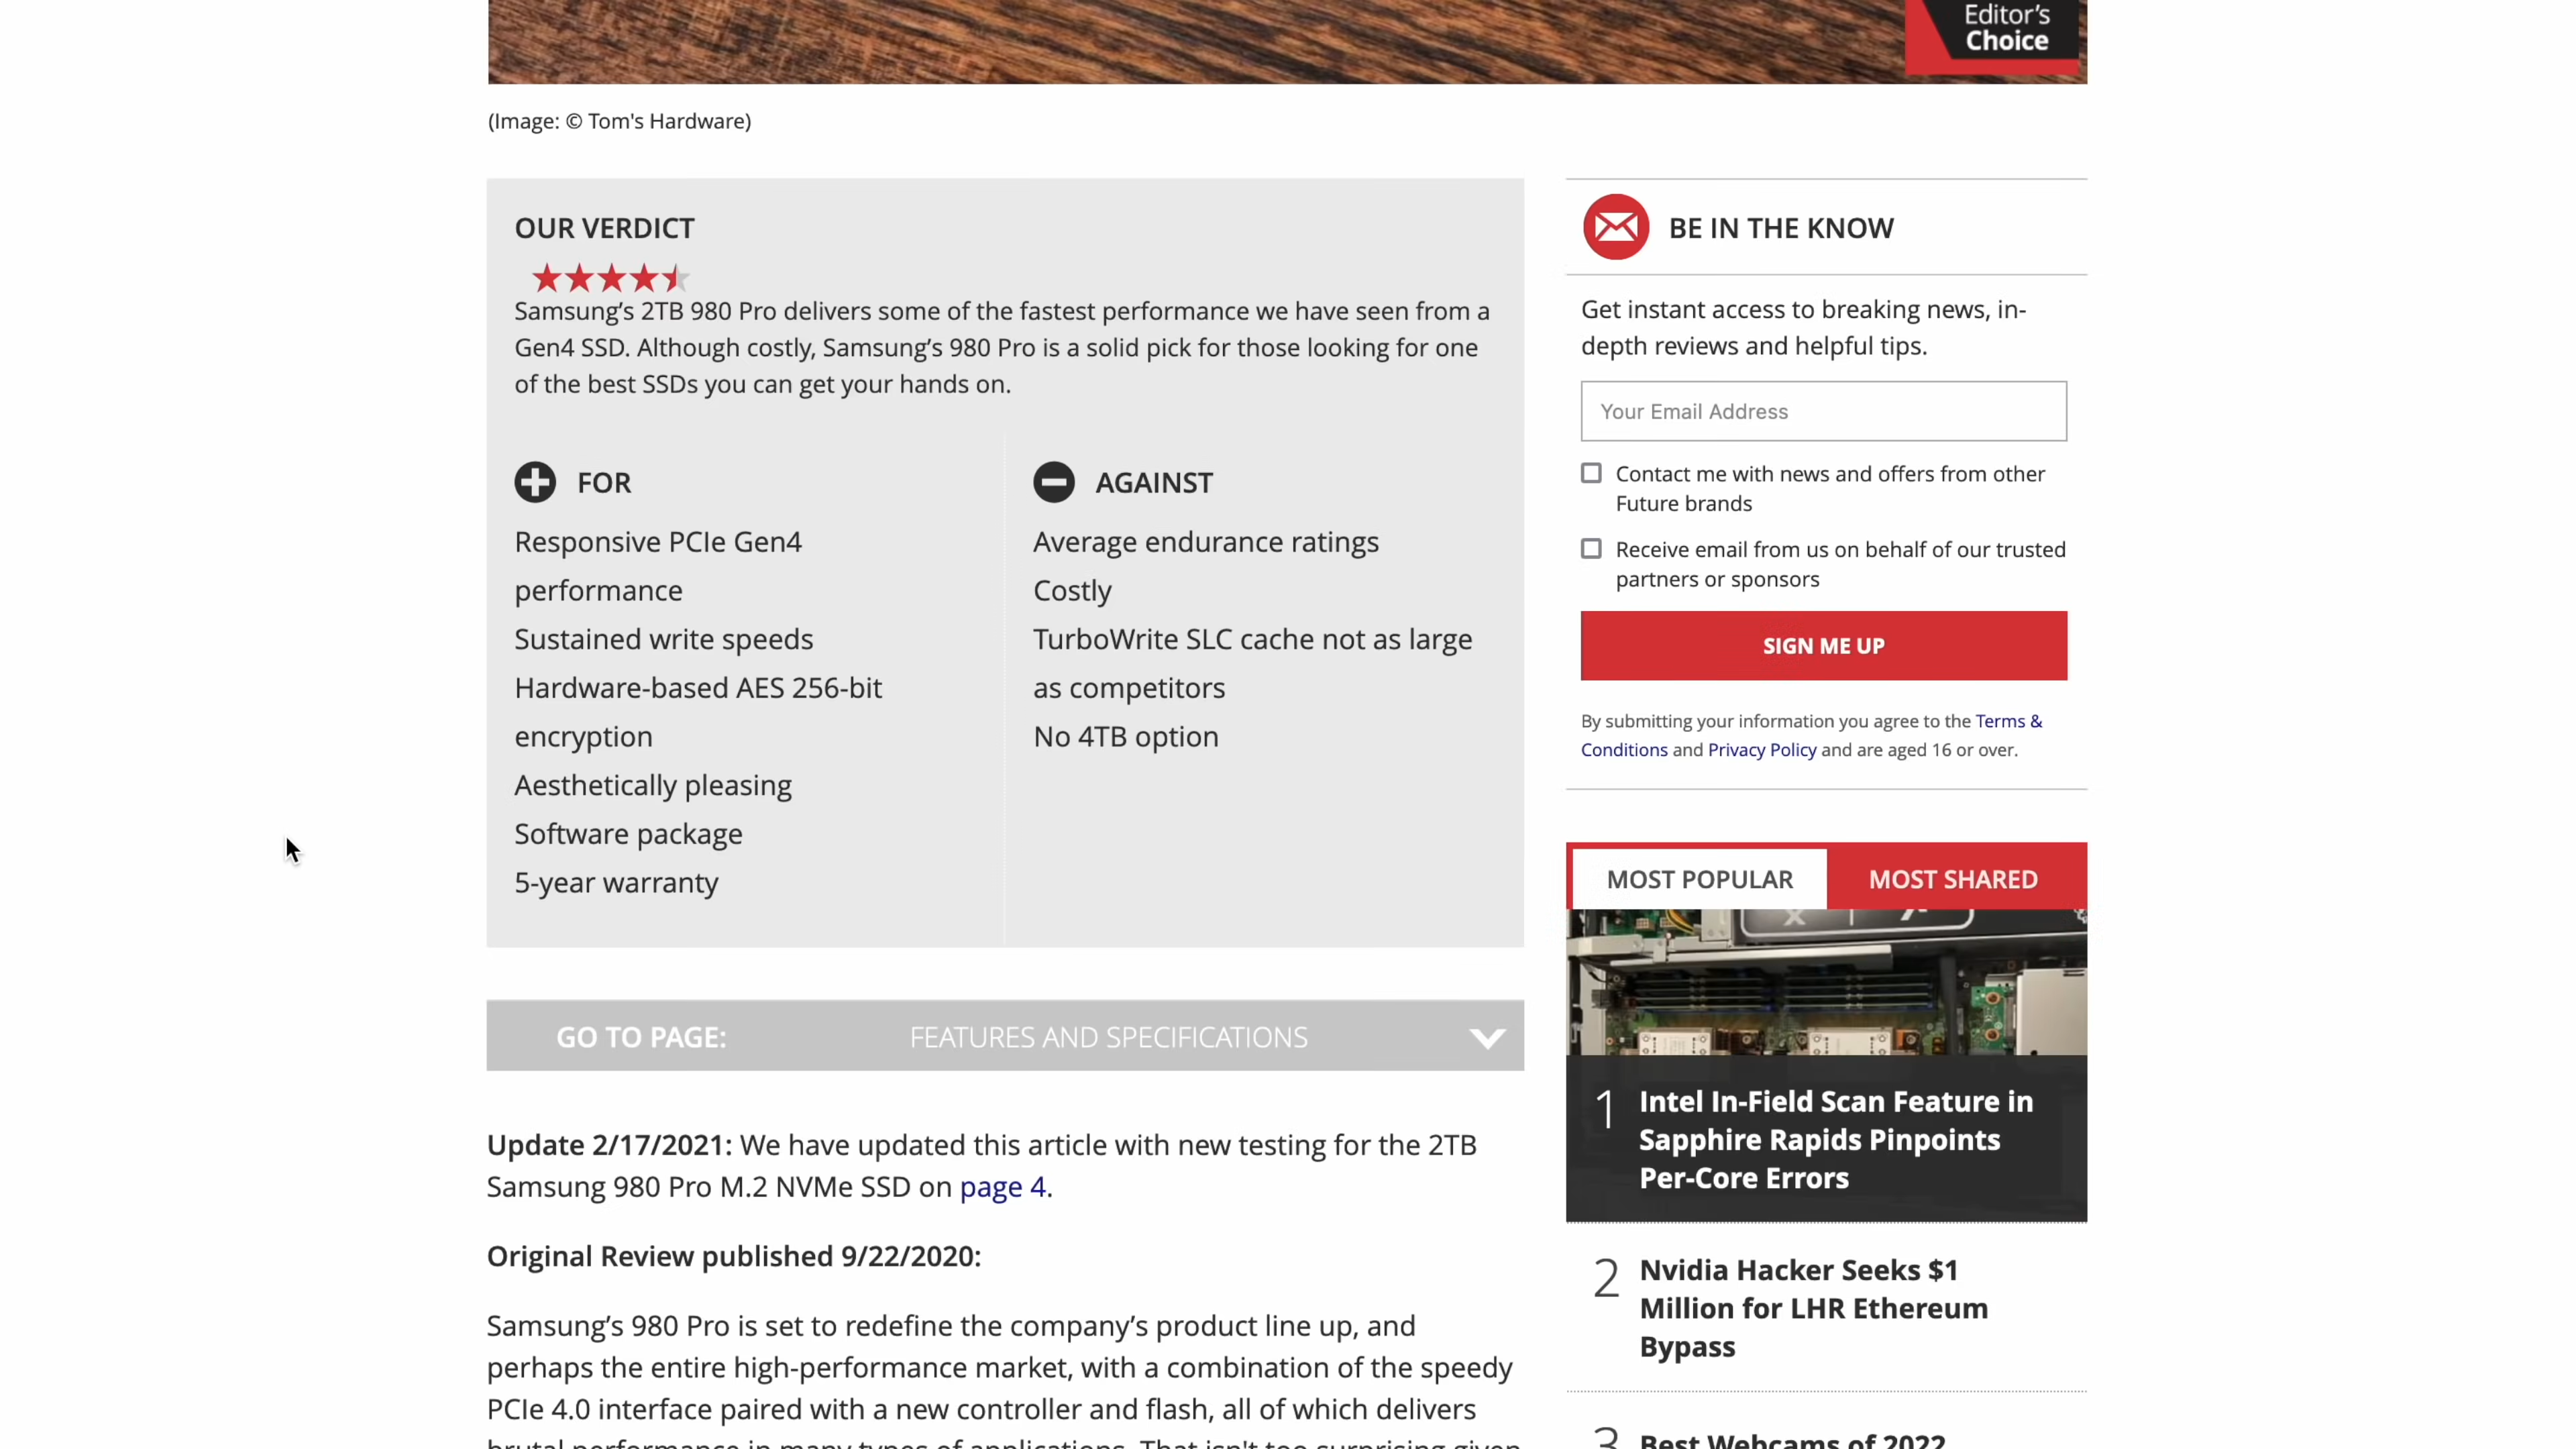 Editor's
Choice
(Image: © Tom's Hardware)
OUR VERDICT
Samsung’s 2TB 980 Pro delivers some of the fastest performance we have seen from a
Gen4 SSD. Although costly, Samsung’s 980 Pro is a solid pick for those looking for one
of the best SSDs you can get your hands on.
FOR
Responsive PCIe Gen4
performance
Sustained write speeds
Hardware-based AES 256-bit
encryption
Aesthetically pleasing
Software package
5-year warranty
AGAINST
Average endurance ratings
Costly
TurboWrite SLC cache not as large
as competitors
No 4TB option
GO TO PAGE: FEATURES AND SPECIFICATIONS
Update 2/17/2021: We have updated this article with new testing for the 2TB
Samsung 980 Pro M.2 NVMe SSD on page 4.
Original Review published 9/22/2020:
Samsung’s 980 Pro is set to redefine the company’s product line up, and
perhaps the entire high-performance market, with a combination of the speedy
PCIe 4.0 interface paired with a new controller and flash, all of which delivers
brutal performance in many types of applications. That isn't too surprising given
BE IN THE KNOW
Get instant access to breaking news, in-
depth reviews and helpful tips.
Your Email Address
Contact me with news and offers from other
Future brands
Receive email from us on behalf of our trusted
partners or sponsors
SIGN ME UP
By submitting your information you agree to the Terms &
Conditions and Privacy Policy and are aged 16 or over.
MOST POPULAR MOST SHARED
1 Intel In-Field Scan Feature in
Sapphire Rapids Pinpoints
Per-Core Errors
2 Nvidia Hacker Seeks $1
Million for LHR Ethereum
Bypass
3 Best Webcams of 2022